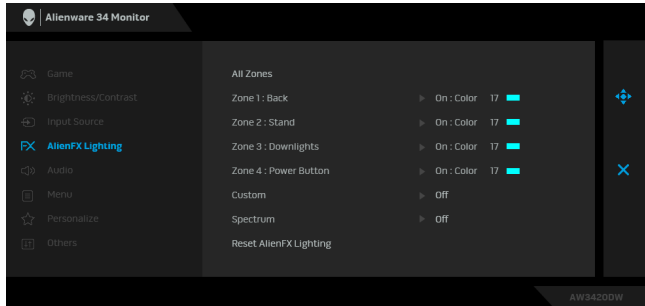 Alienware 34 Monitor
Game
Brightness/Contrast
Input Source
AlienFX Lighting
Audio
Menu
Personalize
Others
All Zones
Zone 1 : Back On : Color 17
Zone 2 : Stand On : Color 17
Zone 3 : Downlights On : Color 17
Zone 4 : Power Button On : Color 17
Custom Off
Spectrum Off
Reset AlienFX Lighting
AW3420DW